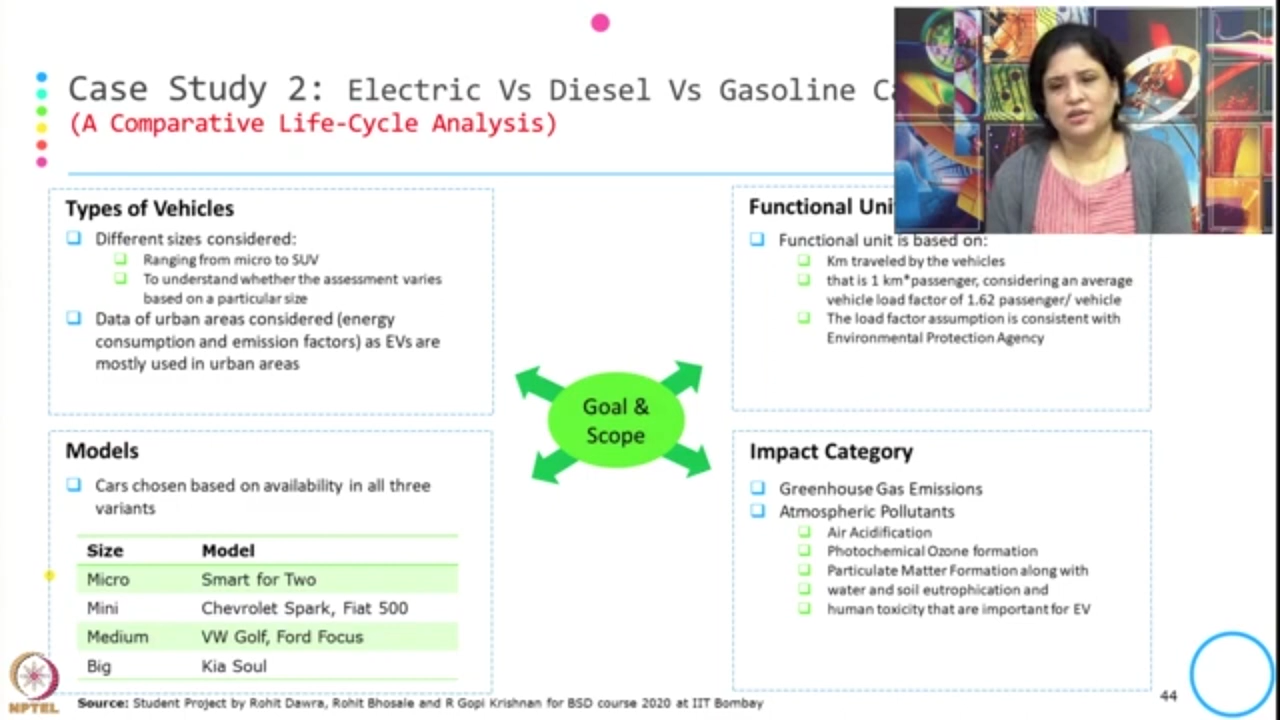 Case Study 2: Electric Vs Diesel Vs Gasoline
(A Comparative Life-Cycle Analysis)
Types of Vehicles
Different sizes considered:
Ranging from micro to SUV
To understand whether the assessment varies
based on a particular size
Data of urban areas considered (energy
consumption and emission factors) as EVs are
mostly used in urban areas
Functional
Functional unit is based on:
Km traveled by the vehicles
that is 1 km*passenger, considering an average
vehicle load factor of 1.62 passenger/ vehicle
The load factor assumption is consistent with
Environmental Protection Agency
Goal &
Scope
Models
Cars chosen based on availability in all three
variants
Size Model
Micro Smart for Two
Mini Chevrolet Spark, Fiat 500
Medium VW Golf, Ford Focus
Big Kia Soul
Impact Category
Greenhouse Gas Emissions
Atmospheric Pollutants
Air Acidification
Photochemical Ozone formation
Particulate Matter Formation along with
water and soil eutrophication and
human toxicity that are important for EV
NPTEL
Source: Student Project by Rohit Dawra, Rohit Bhosale and R Gopi Krishnan for BSD course 2020 at IIT Bombay
44